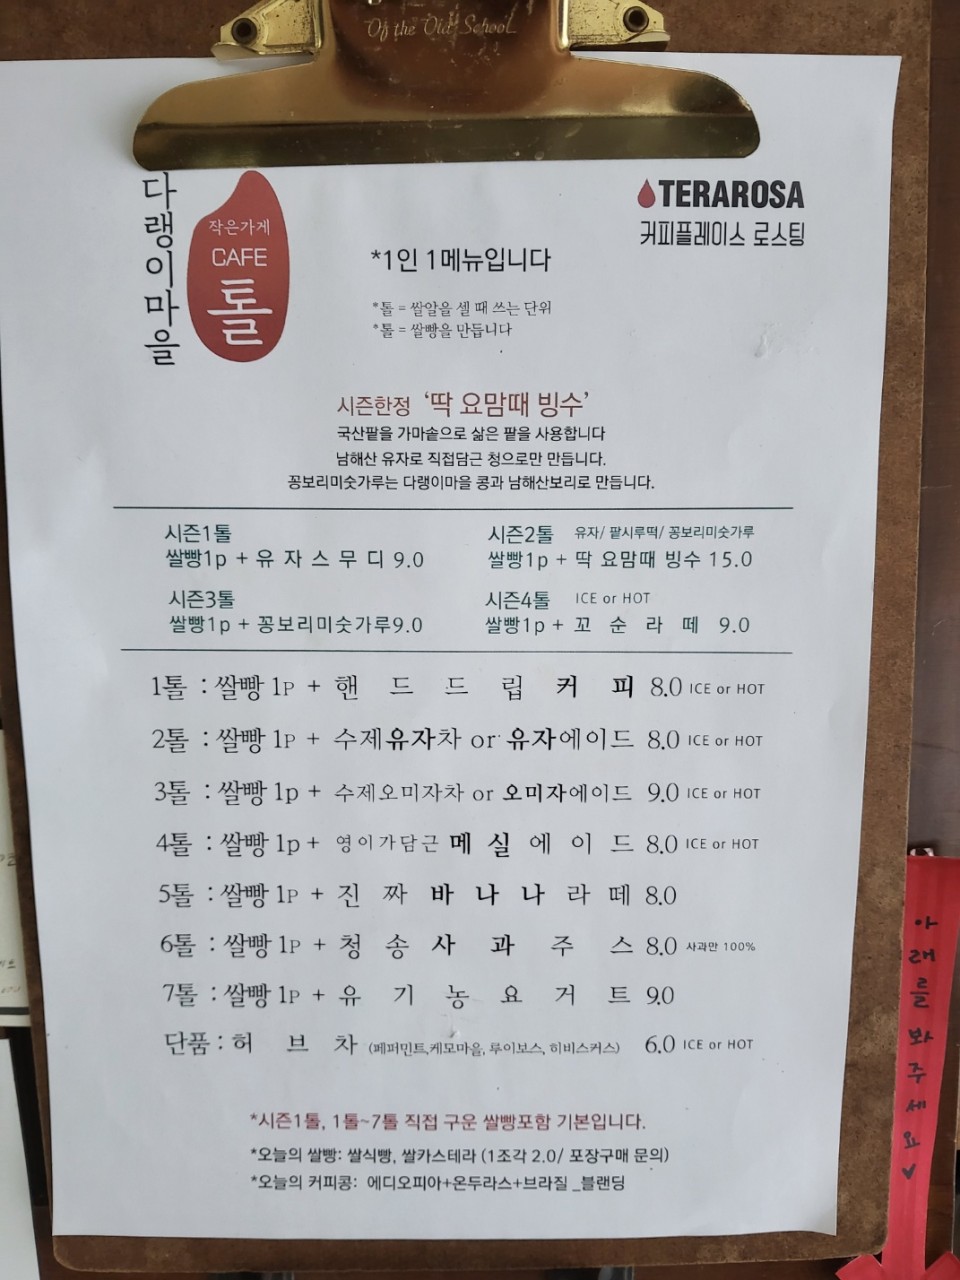 Of the Old School
다랭이마을
작은가게
CAFE
톨
TERAROSA
커피플레이스 로스팅
*1인 1메뉴입니다
*톨 = 쌀알을 셀 때 쓰는 단위
*톨 = 쌀빵을 만듭니다
시즌한정 '딱 요맘때 빙수'
국산팥을 가마솥으로 삶은 팥을 사용합니다
남해산 유자로 직접담근 청으로만 만듭니다.
꽁보리미숫가루는 다랭이마을 콩과 남해산보리로 만듭니다.
시즌1톨
쌀빵1p + 유 자 스 무 디 9.0
시즌2톨 유자/ 팥시루떡/ 꽁보리미숫가루
쌀빵1p + 딱 요맘때 빙수 15.0
시즌3톨
쌀빵1p + 꽁보리미숫가루9.0
시즌4톨 ICE or HOT
쌀빵1p + 꼬 순 라 떼 9.0
1톨 : 쌀빵 1P + 핸 드 드 립 커 피 8.0 ICE or HOT
2톨 : 쌀빵 1P + 수제유자차 or 유자에이드 8.0 ICE or HOT
3톨 : 쌀빵 1p + 수제오미자차 or 오미자에이드 9.0 ICE or HOT
4톨 : 쌀빵 1p + 영이가담근 메 실 에 이 드 8.0 ICE or HOT
5톨 : 쌀빵 1P + 진 짜 바 나 나 라 떼 8.0
6톨 : 쌀빵 1P + 청 송 사 과 주 스 8.0 사과만 100%
7톨 : 쌀빵 1P + 유 기 농 요 거 트 9.0
단품 : 허 브 차 (페퍼민트,케모마을, 루이보스, 히비스커스) 6.0 ICE or HOT
*시즌1톨, 1톨~7톨 직접 구운 쌀빵포함 기본입니다.
*오늘의 쌀빵: 쌀식빵, 쌀카스테라 (1조각 2.0/ 포장구매 문의)
*오늘의 커피콩: 에디오피아+온두라스+브라질 _블랜딩
아래를 봐주세요♥